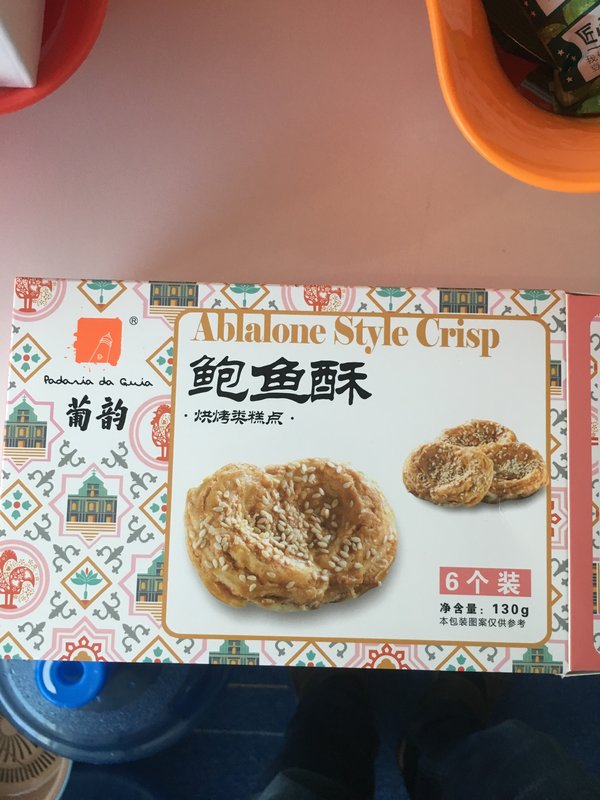 匠
®
Padaria da Guia
葡韵
Ablalone Style Crisp
鲍鱼酥
·烘烤类糕点·
6个装
净含量：130g
本包装图案仅供参考